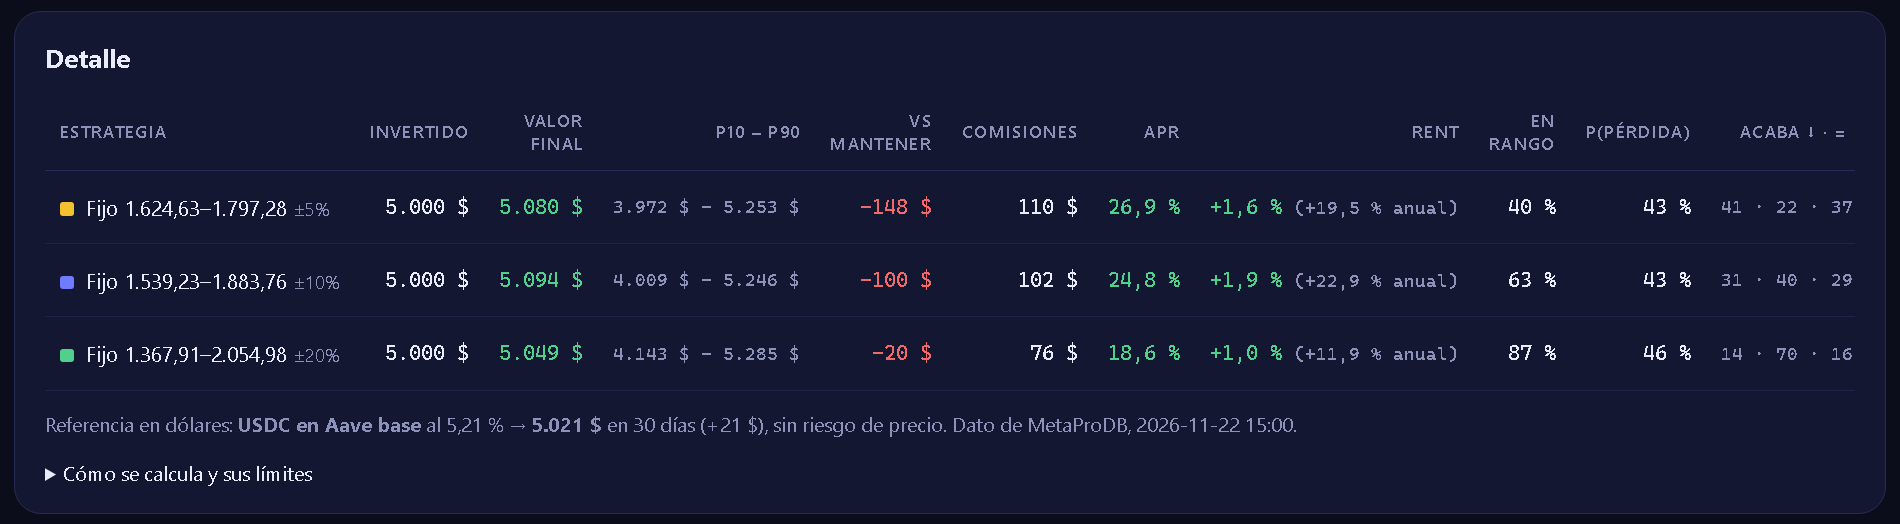 Detalle
ESTRATEGIA INVERTIDO VALOR FINAL P10 – P90 VS MANTENER COMISIONES APR RENT EN RANGO P(PÉRDIDA) ACABA ↓ · =
Fijo 1.624,63–1.797,28 ±5% 5.000 $ 5.080 $ 3.972 $ – 5.253 $ −148 $ 110 $ 26,9 % +1,6 % (+19,5 % anual) 40 % 43 % 41 · 22 · 37
Fijo 1.539,23–1.883,76 ±10% 5.000 $ 5.094 $ 4.009 $ – 5.246 $ −100 $ 102 $ 24,8 % +1,9 % (+22,9 % anual) 63 % 43 % 31 · 40 · 29
Fijo 1.367,91–2.054,98 ±20% 5.000 $ 5.049 $ 4.143 $ – 5.285 $ −20 $ 76 $ 18,6 % +1,0 % (+11,9 % anual) 87 % 46 % 14 · 70 · 16
Referencia en dólares: USDC en Aave base al 5,21 % → 5.021 $ en 30 días (+21 $), sin riesgo de precio. Dato de MetaProDB, 2026-11-22 15:00.
▶ Cómo se calcula y sus límites